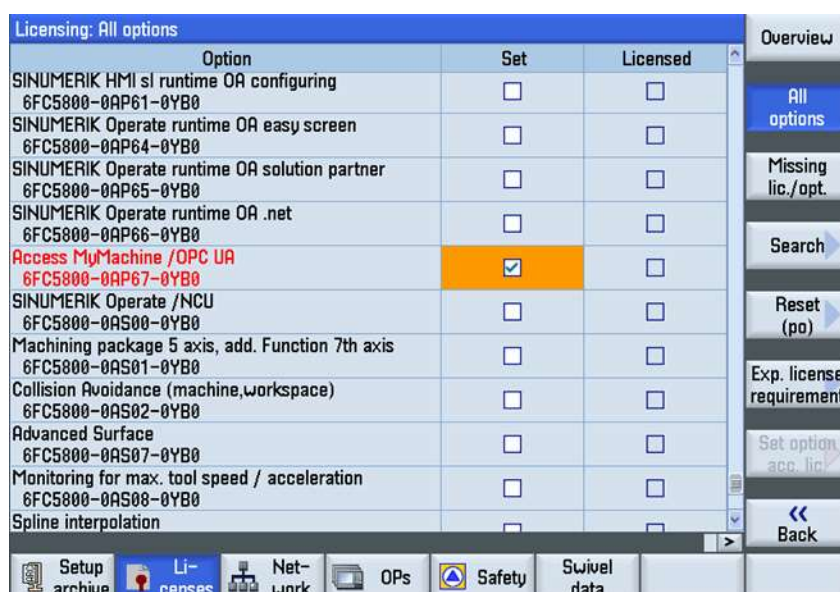 Licensing: All options
Option Set Licensed
SINUMERIK HMI sl runtime OA configuring
6FC5800-0AP61-0YB0
SINUMERIK Operate runtime OA easy screen
6FC5800-0AP64-0YB0
SINUMERIK Operate runtime OA solution partner
6FC5800-0AP65-0YB0
SINUMERIK Operate runtime OA .net
6FC5800-0AP66-0YB0
Access MyMachine /OPC UA
6FC5800-0AP67-0YB0
SINUMERIK Operate /NCU
6FC5800-0AS00-0YB0
Machining package 5 axis, add. Function 7th axis
6FC5800-0AS01-0YB0
Collision Avoidance (machine,workspace)
6FC5800-0AS02-0YB0
Advanced Surface
6FC5800-0AS07-0YB0
Monitoring for max. tool speed / acceleration
6FC5800-0AS08-0YB0
Spline interpolation
Overview
All
options
Missing
lic./opt.
Search
Reset
(po)
Exp. license
requirement
Set option
acc. lic
Back
Setup
archive
Li-
censes
Net-
work
OPs
Safety
Swivel
data